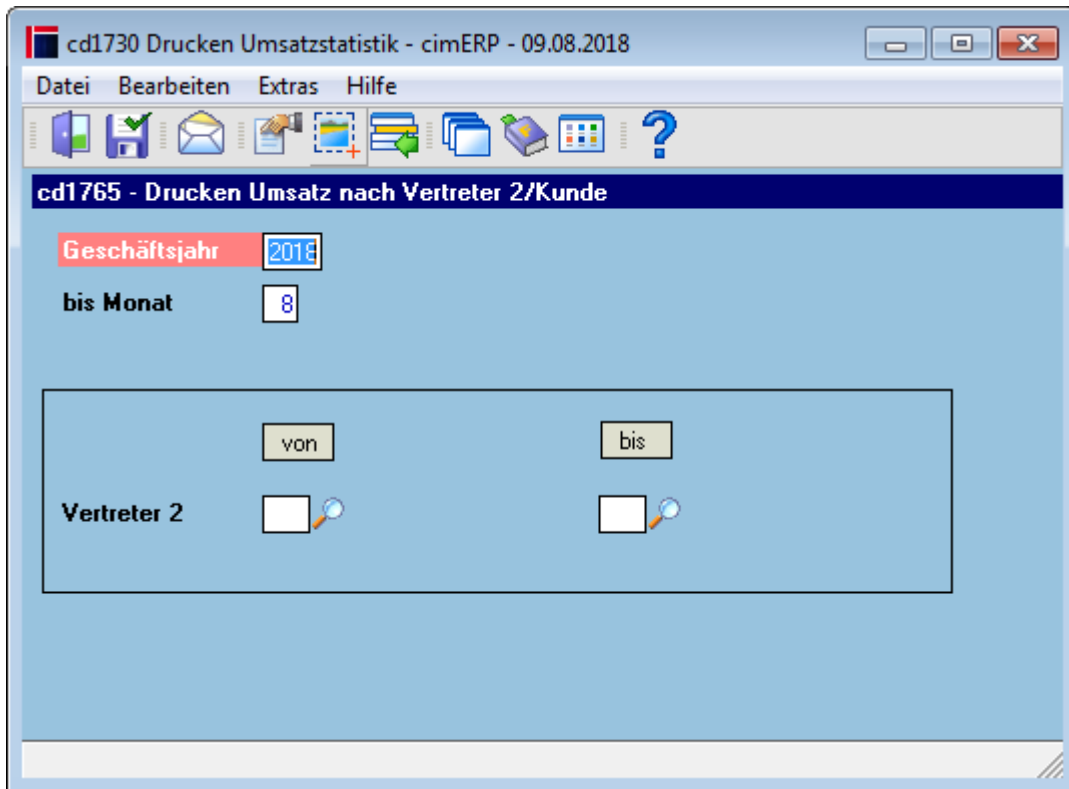 cd1730 Drucken Umsatzstatistik - cimERP - 09.08.2018
Datei Bearbeiten Extras Hilfe
cd1765 - Drucken Umsatz nach Vertreter 2/Kunde
Geschäftsjahr 2018
bis Monat 8
von bis
Vertreter 2